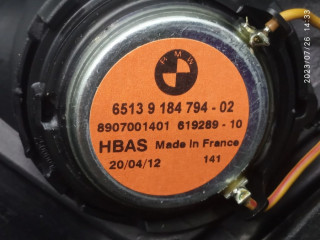 BMW
6513 9 184 794 - 02
8907001401 619289 - 10
HBAS Made In France
20/04/12 141
2023/07/26 14:33